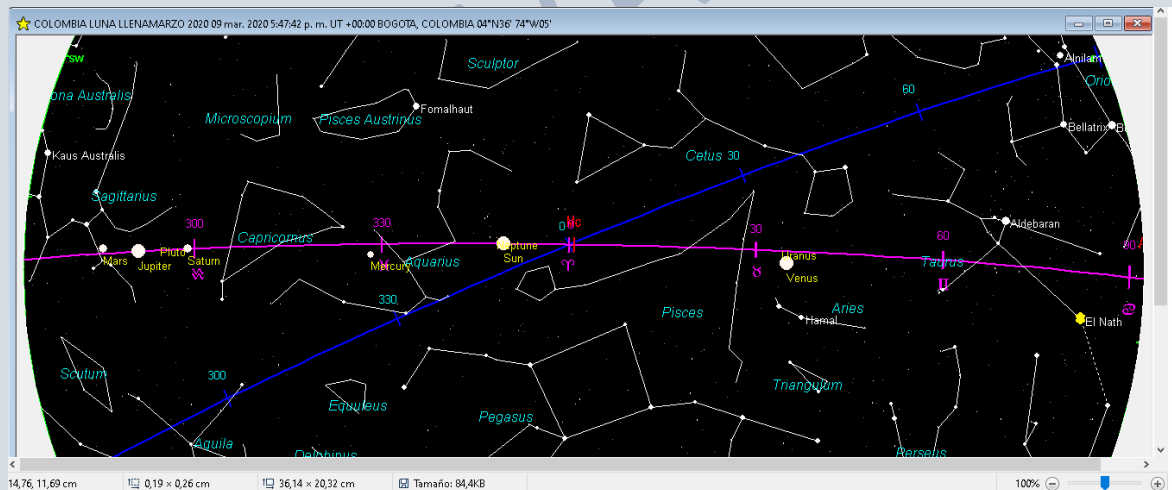 COLOMBIA LUNA LLENAMARZO 2020 09 mar. 2020 5:47:42 p. m. UT +00:00 BOGOTA, COLOMBIA 04°N36' 74°W05'
sw
Sculptor
Alnilam
Orio
60
ona Australis
Microscopium
Pisces Austrinus
Fomalhaut
Bellatrix
Kaus Australis
Cetus 30
Sagittarius
300
330
0
30
60
90
Aldebaran
Capricornus
Mars
Jupiter
Pluto
Saturn
Mercury
Aquarius
Neptune
Sun
Uranus
Venus
Taurus
330
Pisces
Aries
Hamal
El Nath
Scutum
300
Equuleus
Pegasus
Triangulum
Aquila
Delphinus
Perseus
14,76, 11,69 cm
0,19 × 0,26 cm
36,14 × 20,32 cm
Tamaño: 84,4KB
100%